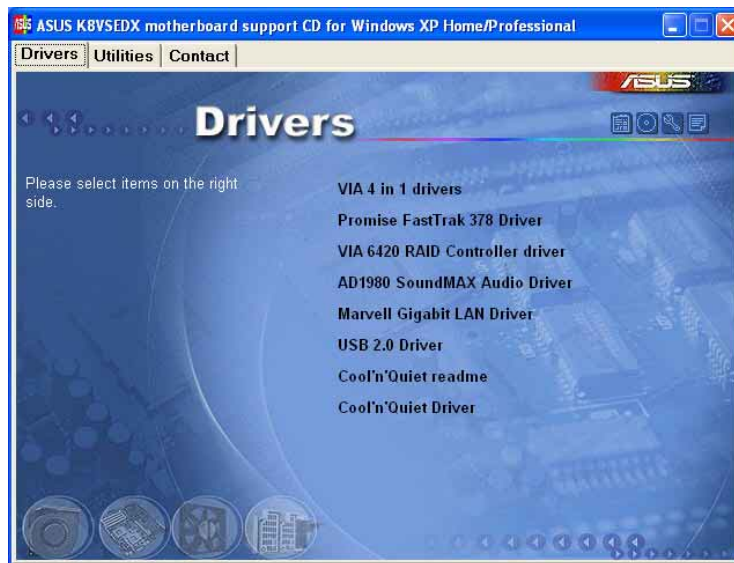 ASUS K8VSEDX motherboard support CD for Windows XP Home/Professional
Drivers Utilities Contact
ASUS
Drivers
Please select items on the right
side.
VIA 4 in 1 drivers
Promise FastTrak 378 Driver
VIA 6420 RAID Controller driver
AD1980 SoundMAX Audio Driver
Marvell Gigabit LAN Driver
USB 2.0 Driver
Cool'n'Quiet readme
Cool'n'Quiet Driver